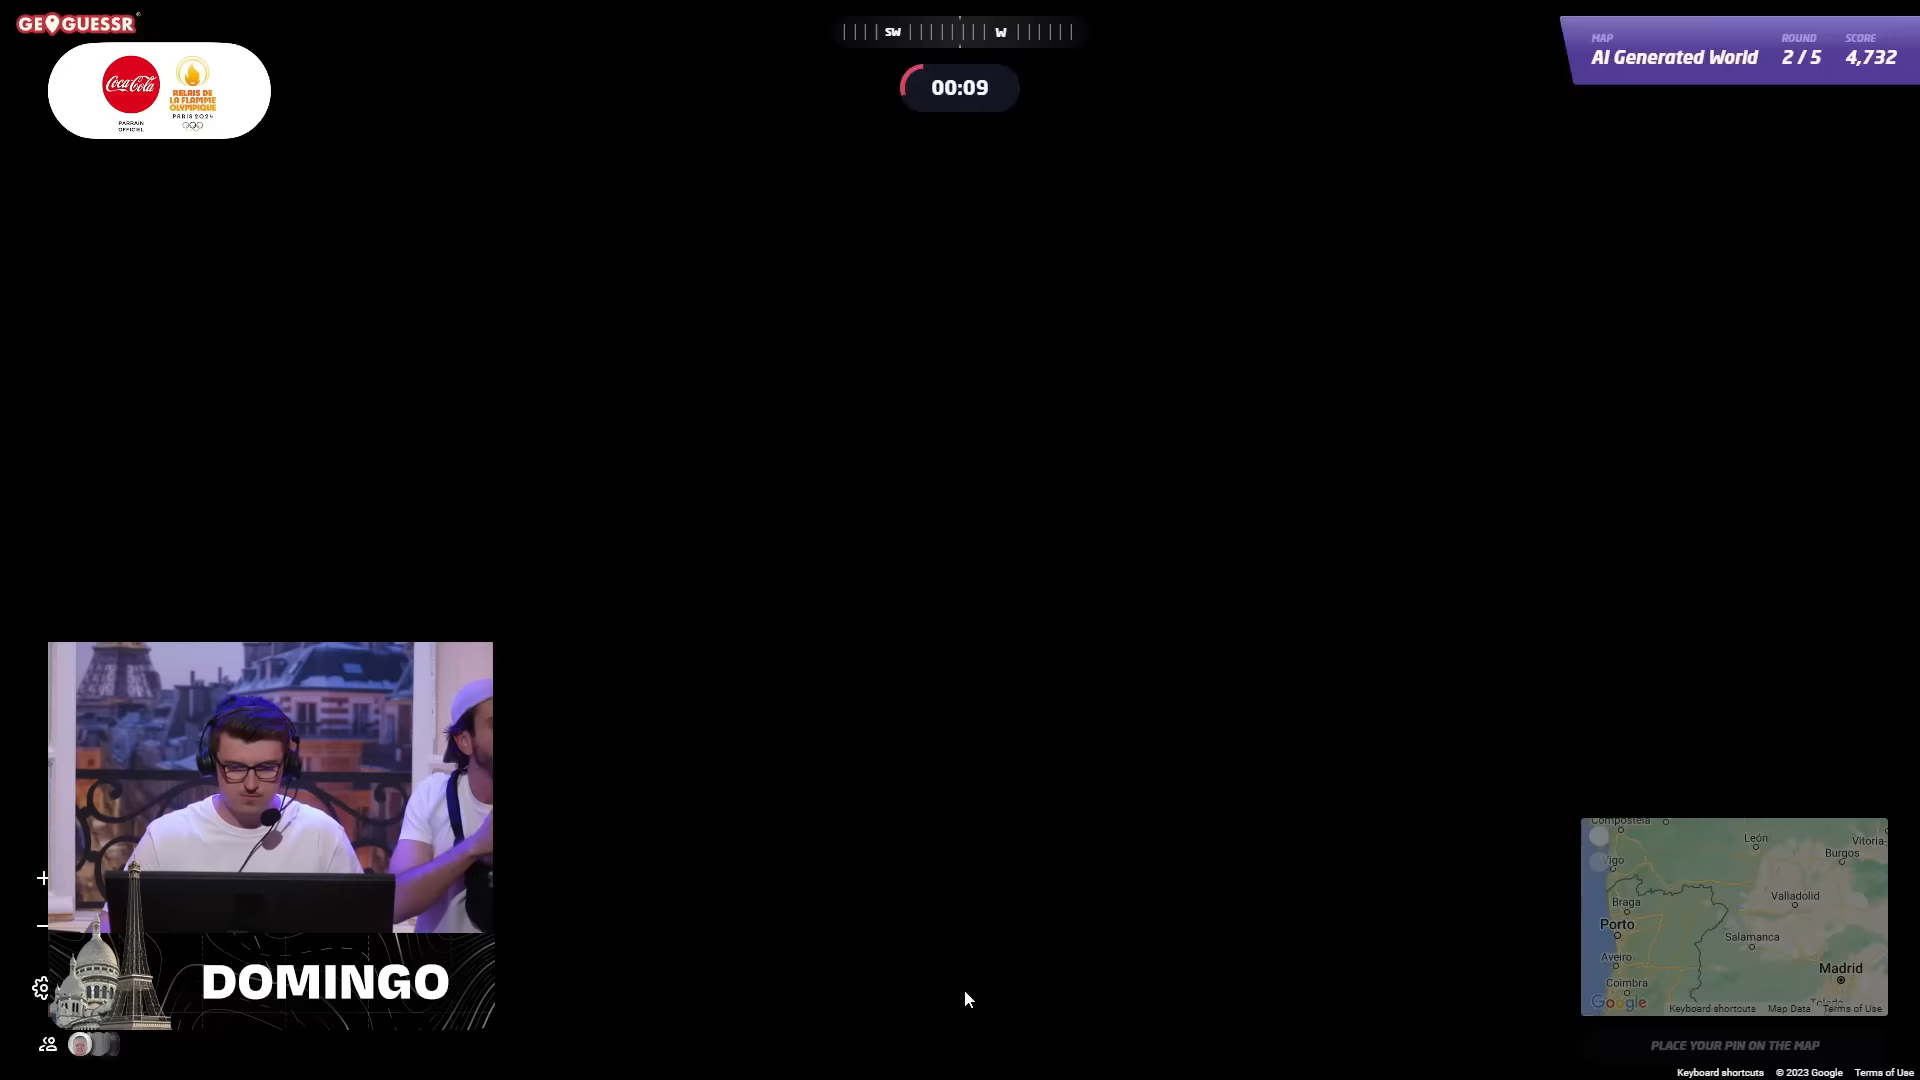 GEOGUESSR
SW
W
MAP
AI Generated World
ROUND
2 / 5
SCORE
4,732
00:09
Coca-Cola
PARRAIN
OFFICIEL
RELAIS DE
LA FLAMME
OLYMPIQUE
PARIS 2024
DOMINGO
Compostela
León
Vitoria-
Burgos
Vigo
Valladolid
Braga
Porto
Salamanca
Aveiro
Madrid
Coimbra
Toledo
Google
Keyboard shortcuts
Map Data
Terms of Use
PLACE YOUR PIN ON THE MAP
Keyboard shortcuts
© 2023 Google
Terms of Use